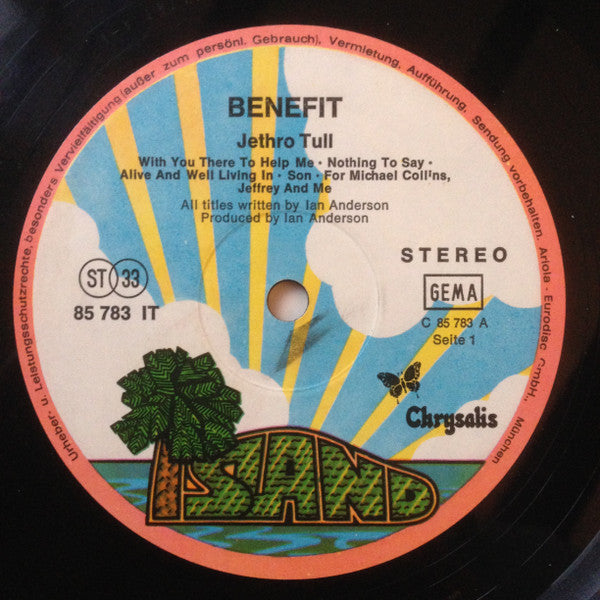 BENEFIT
Jethro Tull
With You There To Help Me · Nothing To Say ·
Alive And Well Living In · Son · For Michael Collins,
Jeffrey And Me
All titles written by Ian Anderson
Produced by Ian Anderson
STEREO
GEMA
C 85 783 A
Seite 1
ST 33
85 783 IT
Chrysalis
ISLAND
Urheber- u. Leistungsschutzrechte, besonders Vervielfältigung (außer zum persönl. Gebrauch), Vermietung, Aufführung, Sendung vorbehalten. Ariola - Eurodisc GmbH., München